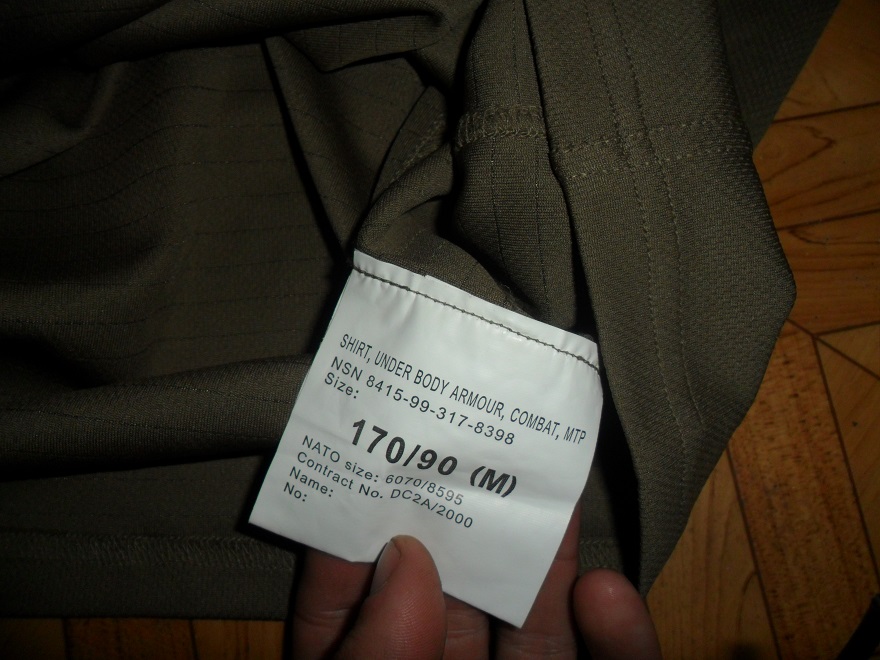 SHIRT, UNDER BODY ARMOUR, COMBAT, MTP
NSN 8415-99-317-8398
Size:
170/90 (M)
NATO size: 6070/8595
Contract No. DC2A/2000
Name:
No: